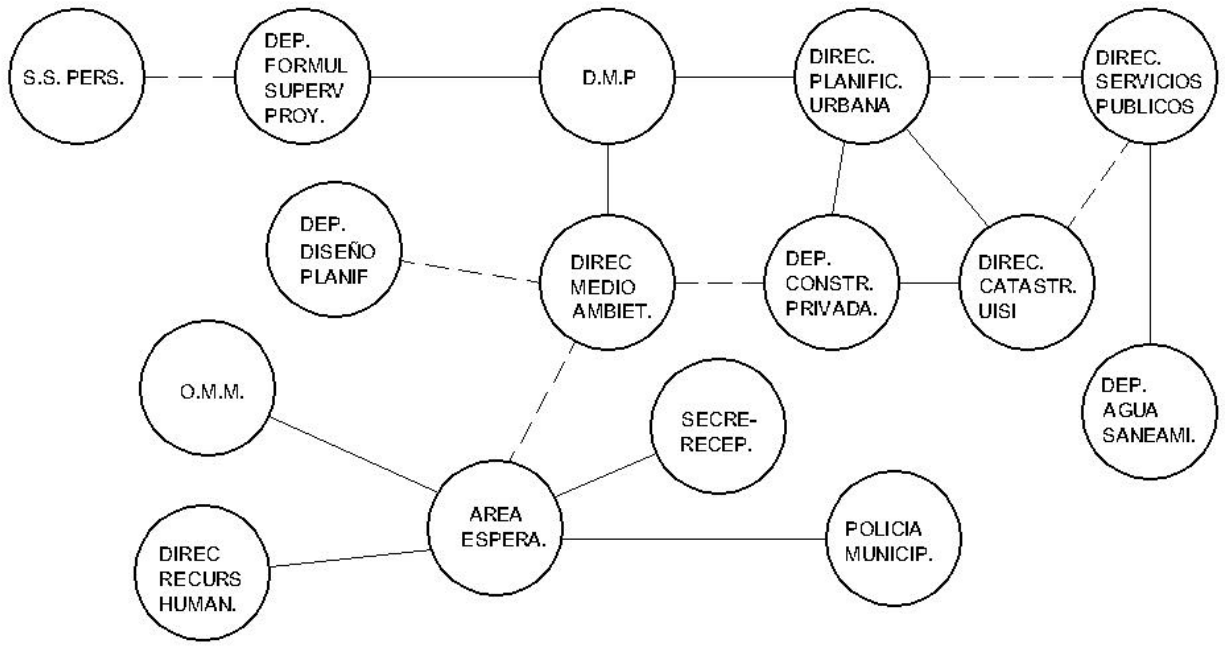 S.S. PERS.
DEP.
FORMUL
SUPERV
PROY.
D.M.P
DIREC.
PLANIFIC.
URBANA
DIREC.
SERVICIOS
PUBLICOS
DEP.
DISEÑO
PLANIF
DIREC
MEDIO
AMBIET.
DEP.
CONSTR.
PRIVADA.
DIREC.
CATASTR.
UISI
O.M.M.
SECRE-
RECEP.
DEP.
AGUA
SANEAMI.
AREA
ESPERA.
POLICIA
MUNICIP.
DIREC
RECURS
HUMAN.